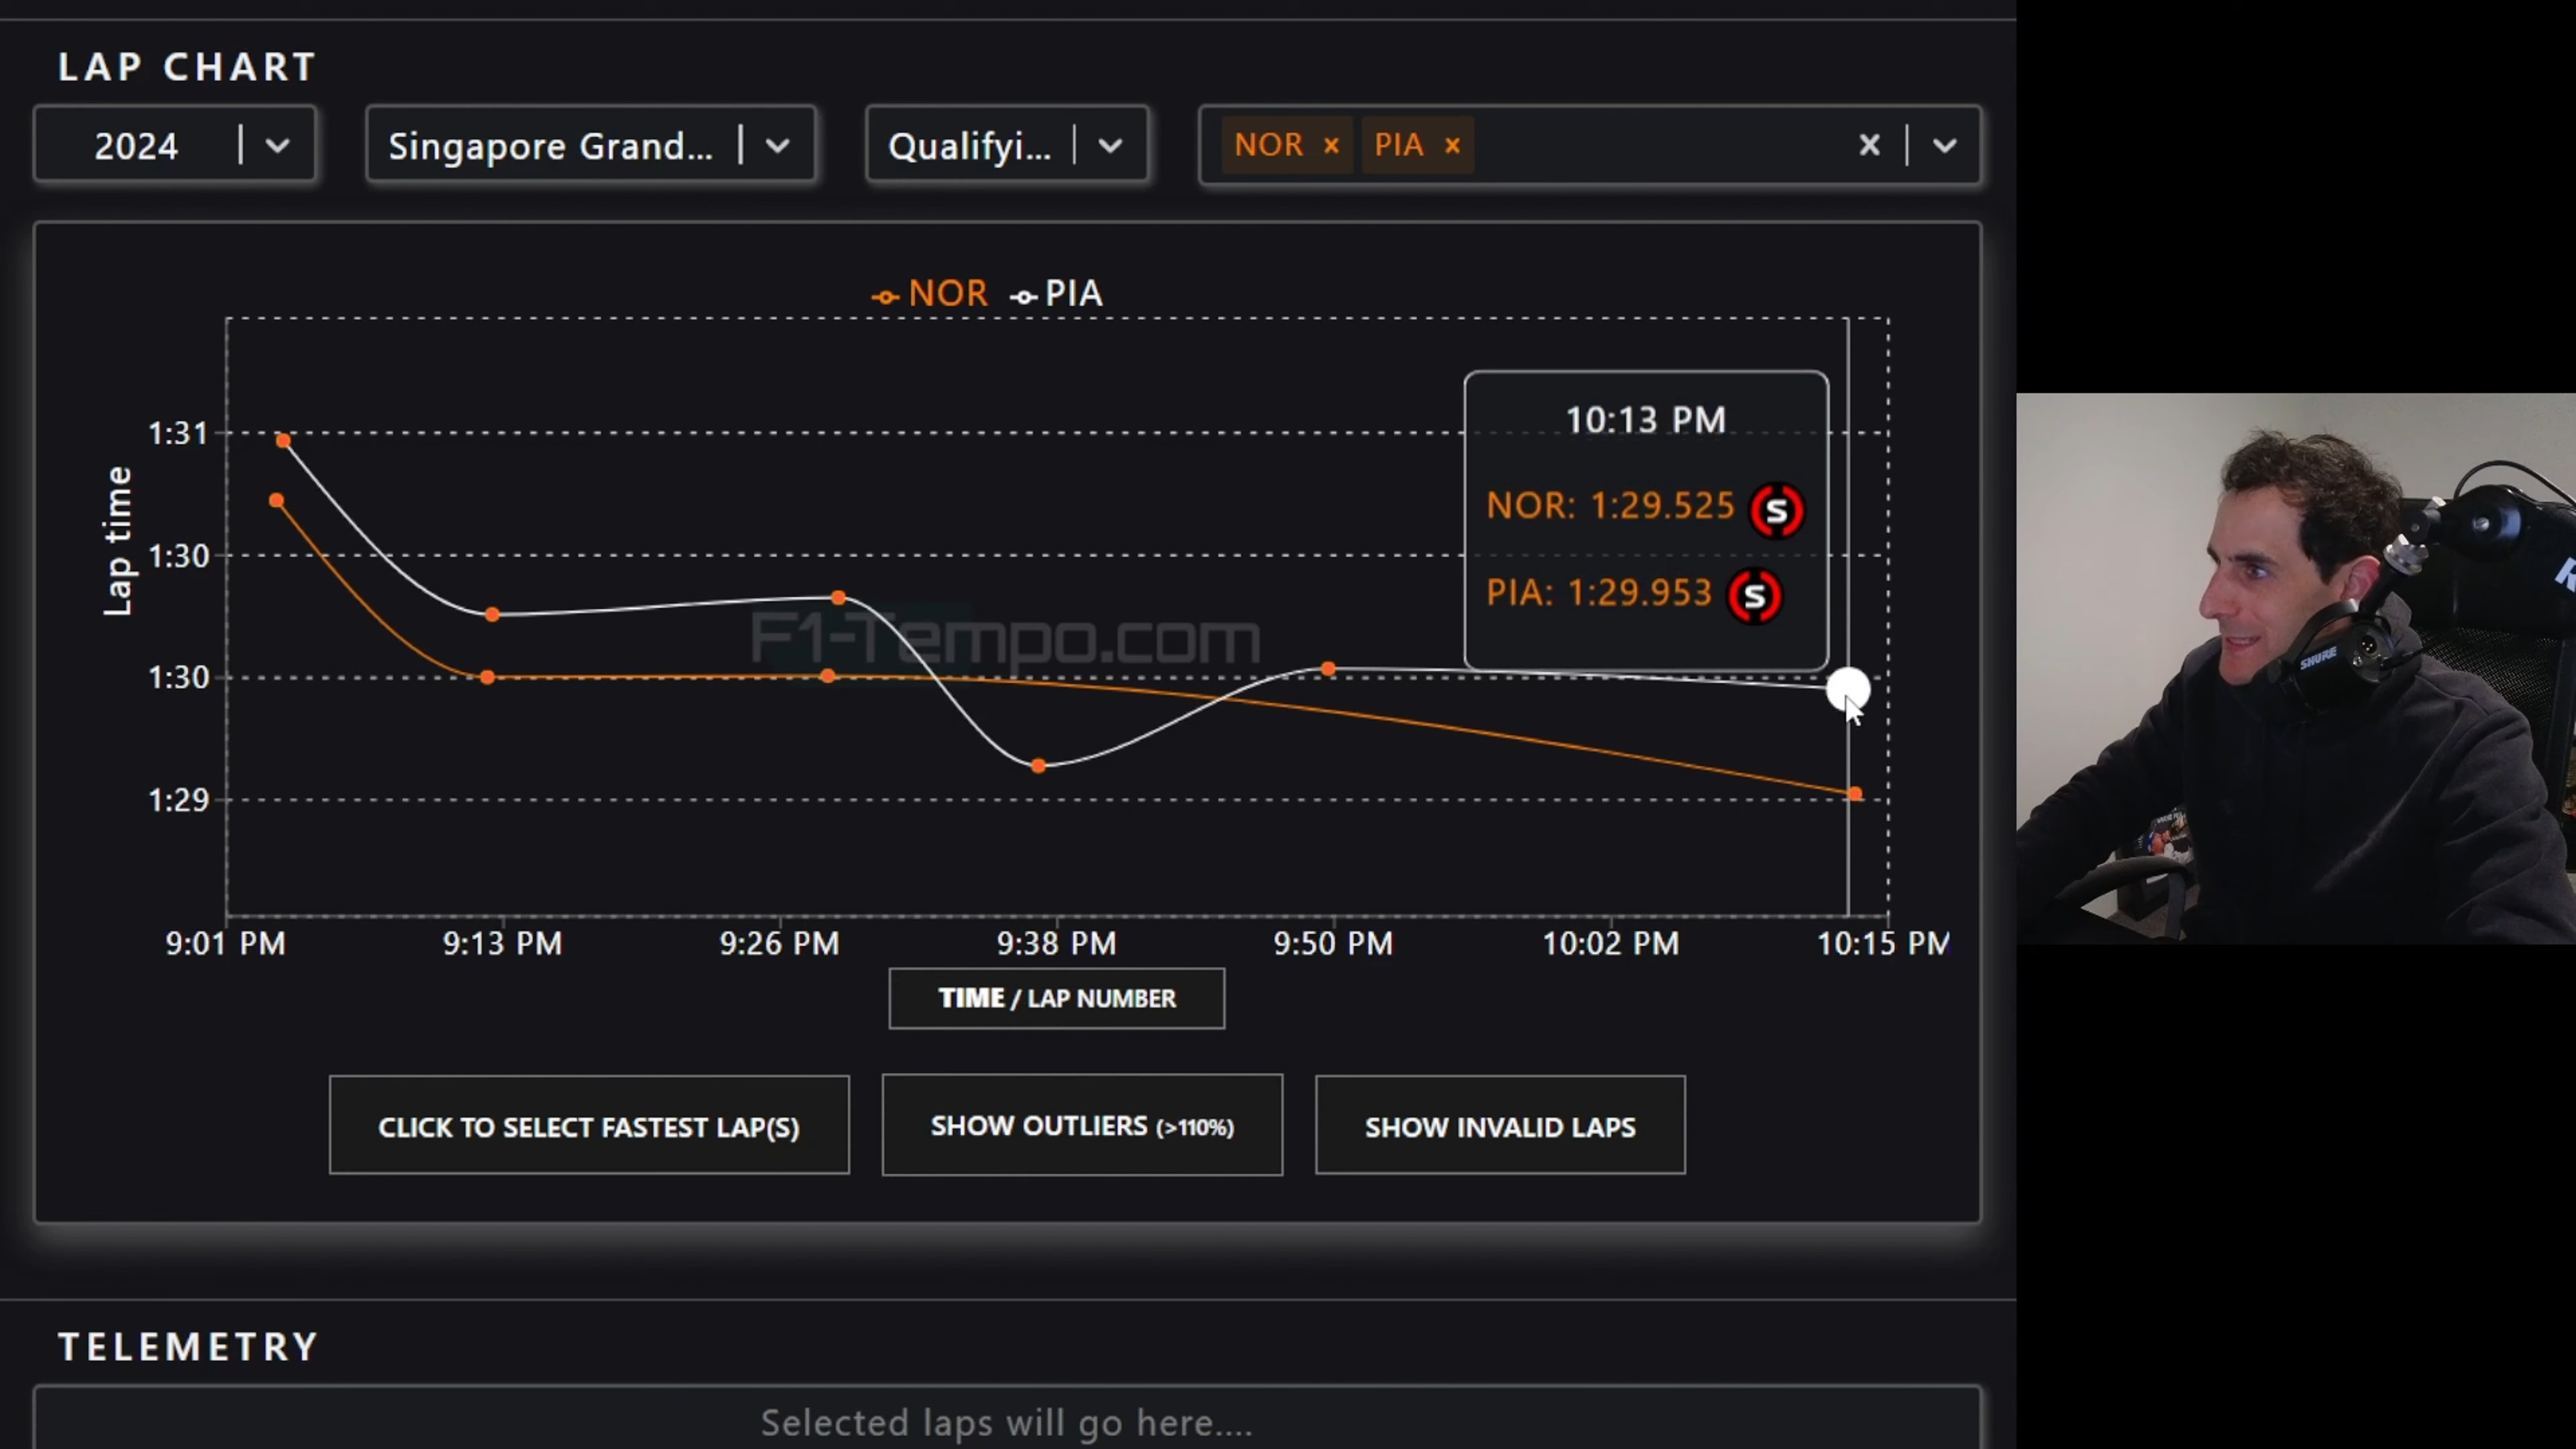 LAP CHART
2024
Singapore Grand...
Qualifyi...
NOR x
PIA x
x
NOR PIA
10:13 PM
NOR: 1:29.525 S
PIA: 1:29.953 S
Lap time
1:31
1:30
1:30
1:29
F1-Tempo.com
SHURE
9:01 PM 9:13 PM 9:26 PM 9:38 PM 9:50 PM 10:02 PM 10:15 PM
TIME / LAP NUMBER
CLICK TO SELECT FASTEST LAP(S)
SHOW OUTLIERS (>110%)
SHOW INVALID LAPS
TELEMETRY
Selected laps will go here....